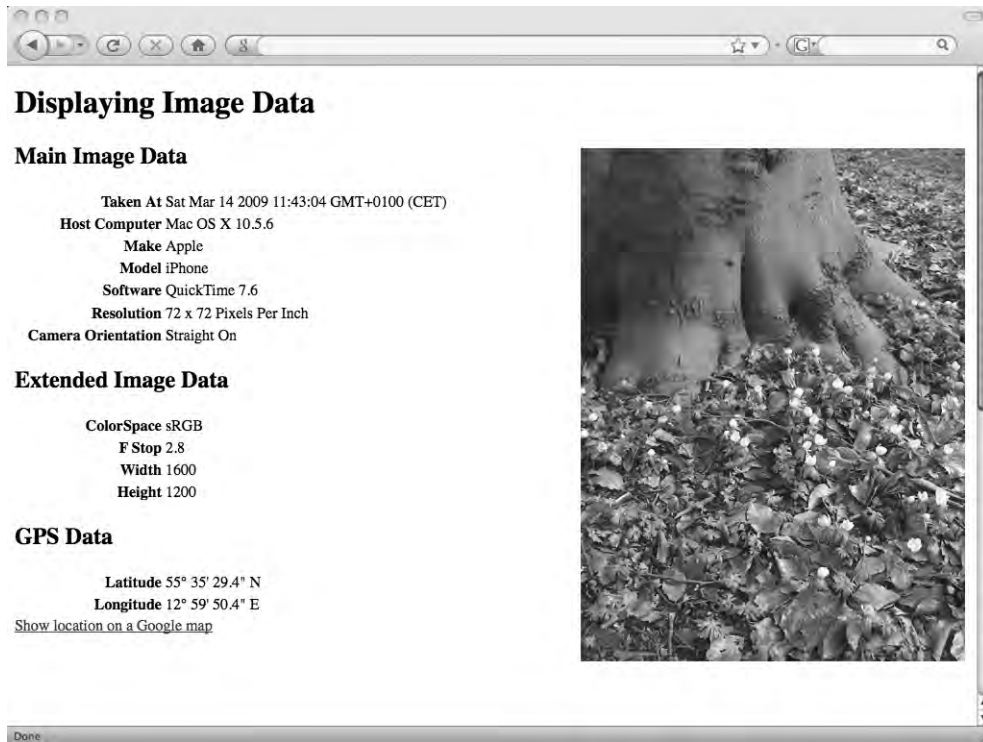 Displaying Image Data
Main Image Data
Taken At Sat Mar 14 2009 11:43:04 GMT+0100 (CET)
Host Computer Mac OS X 10.5.6
Make Apple
Model iPhone
Software QuickTime 7.6
Resolution 72 x 72 Pixels Per Inch
Camera Orientation Straight On
Extended Image Data
ColorSpace sRGB
F Stop 2.8
Width 1600
Height 1200
GPS Data
Latitude 55° 35' 29.4" N
Longitude 12° 59' 50.4" E
Show location on a Google map
Done